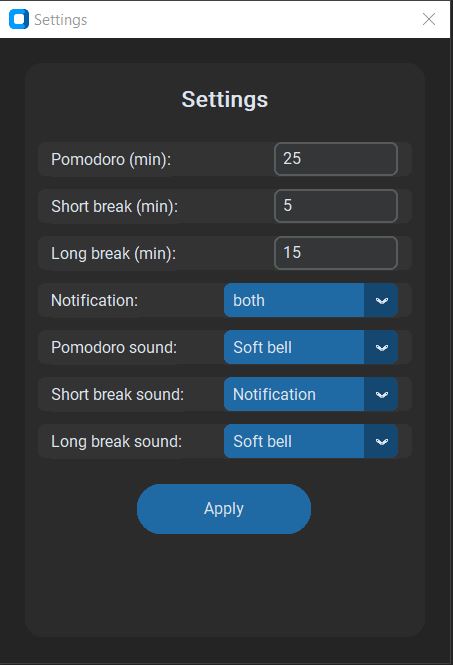 Settings
Settings
Pomodoro (min): 25
Short break (min): 5
Long break (min): 15
Notification: both
Pomodoro sound: Soft bell
Short break sound: Notification
Long break sound: Soft bell
Apply